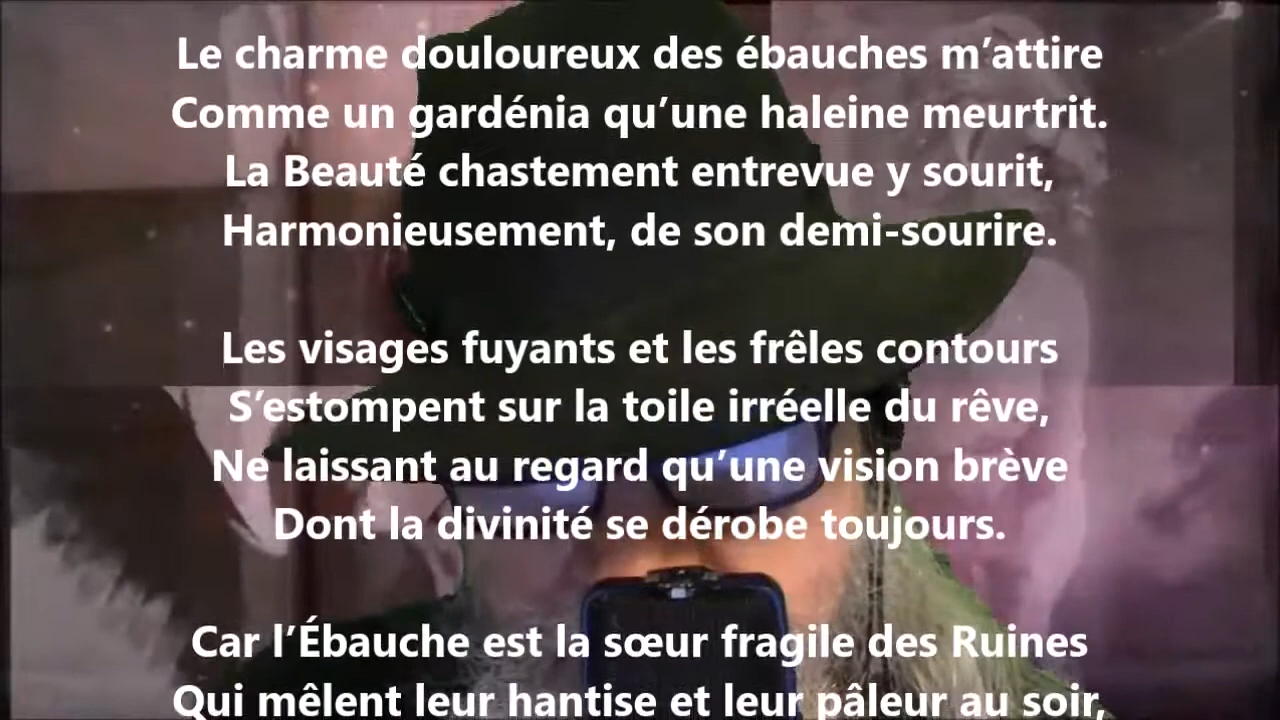 Le charme douloureux des ébauches m’attire
Comme un gardénia qu’une haleine meurtrit.
La Beauté chastement entrevue y sourit,
Harmonieusement, de son demi-sourire.
Les visages fuyants et les frêles contours
S’estompent sur la toile irréelle du rêve,
Ne laissant au regard qu’une vision brève
Dont la divinité se dérobe toujours.
Car l’Ébauche est la sœur fragile des Ruines
Qui mêlent leur hantise et leur pâleur au soir,